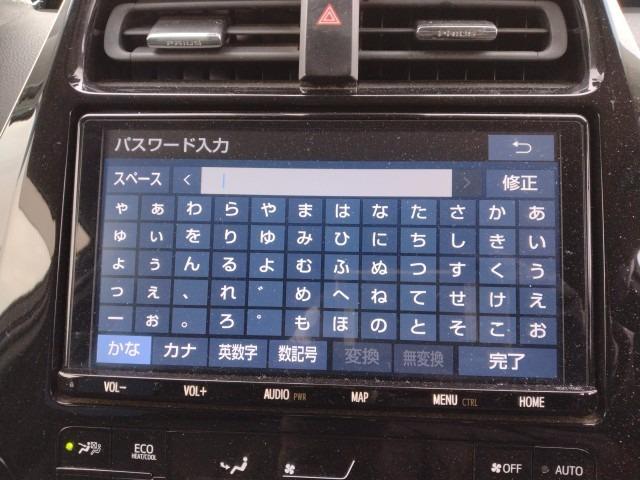 PRIUS PRIUS
パスワード入力
スペース < > 修正
ゃ ぁ わ ら や ま は な た さ か あ
ゅ ぃ を り ゆ み ひ に ち し き い
ょ ぅ ん る よ む ふ ぬ つ す く う
っ ぇ 、 れ ゛ め へ ね て せ け え
ー ぉ 。 ろ ゜ も ほ の と そ こ お
かな カナ 英数字 数記号 変換 無変換 完了
VOL− VOL+ AUDIO PWR MAP MENU CTRL HOME
ECO HEAT/COOL OFF AUTO